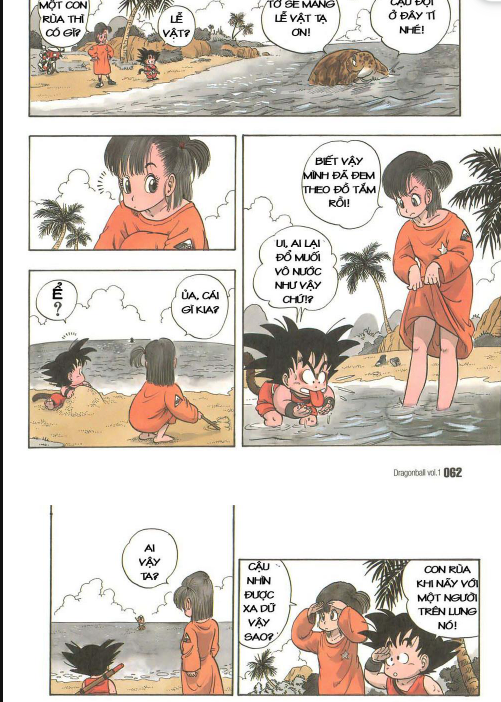 MỘT CON
RÙA THÌ
CÓ GÌ?
LỄ
VẬT?
TỚ SẼ MANG
LỄ VẬT TẠ
ƠN!
CẬU ĐỢI
Ở ĐÂY TÍ
NHÉ!
BIẾT VẬY
MÌNH ĐÃ ĐEM
THEO ĐỒ TẮM
RỒI!
UI, AI LẠI
ĐỔ MUỐI
VÔ NƯỚC
NHƯ VẬY
CHỨ!?
Ể
?
ỦA, CÁI
GÌ KIA?
Dragonball vol.1 062
AI
VẬY
TA?
CẬU
NHÌN
ĐƯỢC
XA DỮ
VẬY
SAO?
CON RÙA
KHI NÃY VỚI
MỘT NGƯỜI
TRÊN LƯNG
NÓ!